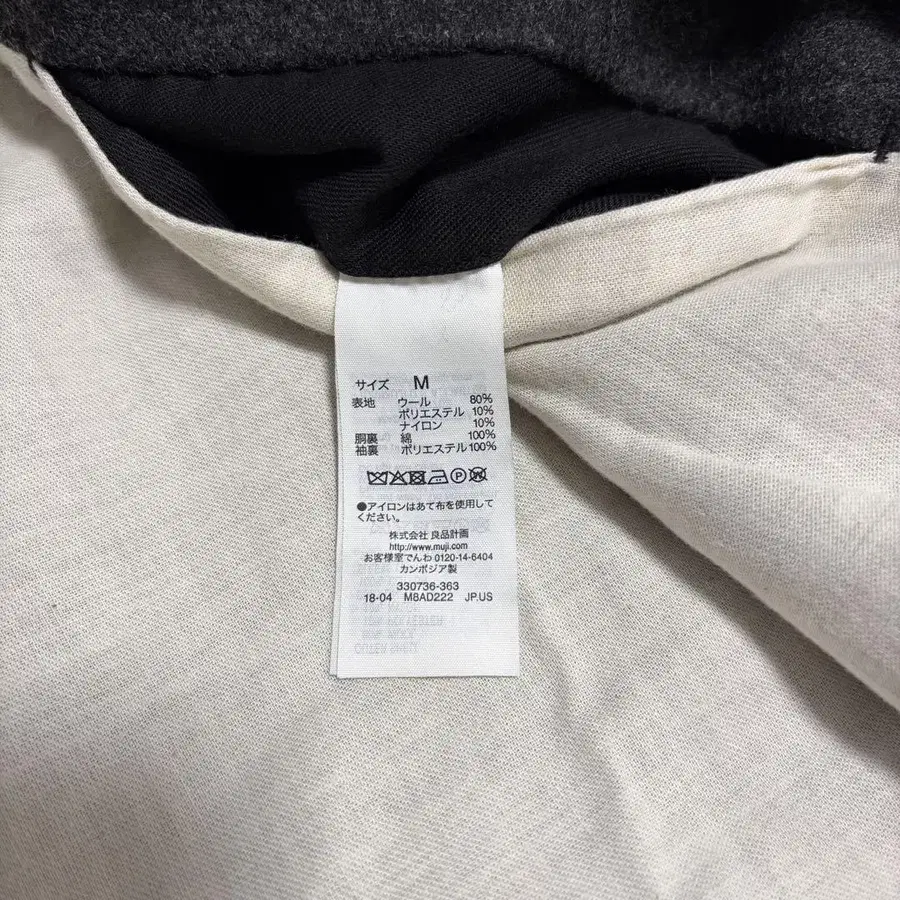 サイズ M
表地 ウール 80%
ポリエステル 10%
ナイロン 10%
胴裏 綿 100%
袖裏 ポリエステル 100%
P W
●アイロンはあて布を使用して
ください。
株式会社 良品計画
http://www.muji.com
お客様室でんわ 0120-14-6404
カンボジア製
330736-363
18-04 M8AD222 JP.US